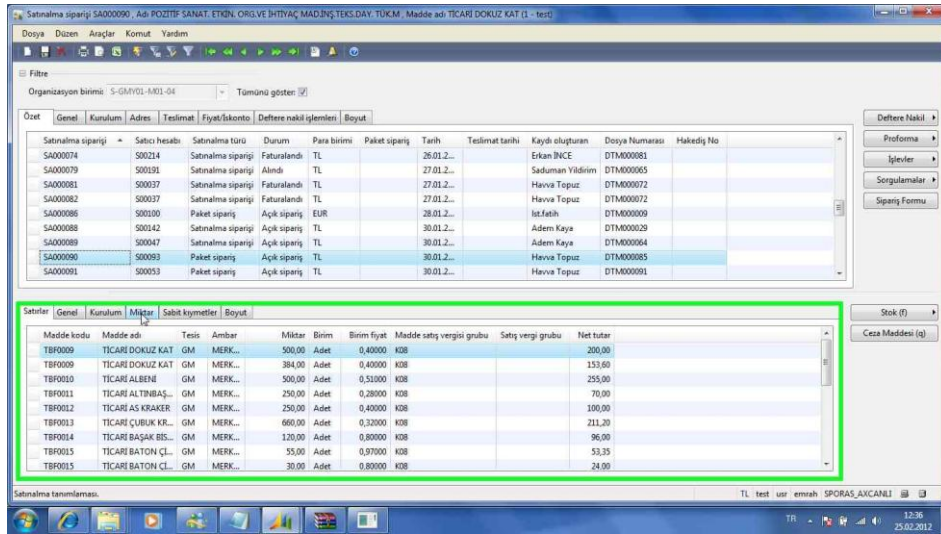 Satınalma siparişi SA000090 , Adı POZİTİF SANAT. ETKİN. ORG.VE İHTİYAÇ MAD.İNŞ.TEKS.DAY. TÜK.M , Madde adı TİCARİ DOKUZ KAT (1 - test)
Dosya Düzen Araçlar Komut Yardım
Filtre
Organizasyon birimi: S-GMY01-M01-04 Tümünü göster:
Özet Genel Kurulum Adres Teslimat Fiyat/İskonto Deftere nakil işlemleri Boyut Deftere Nakil
Satınalma siparişi Satıcı hesabı Satınalma türü Durum Para birimi Paket sipariş Tarih Teslimat tarihi Kaydı oluşturan Dosya Numarası Hakediş No Proforma
SA000074 S00214 Satınalma siparişi Faturalandı TL 26.01.2... Erkan İNCE DTM000081 İşlevler
SA000079 S00191 Satınalma siparişi Alındı TL 27.01.2... Saduman Yildirim DTM000065
SA000081 S00037 Satınalma siparişi Faturalandı TL 27.01.2... Havva Topuz DTM000072 Sorgulamalar
SA000082 S00037 Satınalma siparişi Faturalandı TL 27.01.2... Havva Topuz DTM000072 Sipariş Formu
SA000086 S00100 Paket sipariş Açık sipariş EUR 28.01.2... Ist.fatih DTM000009
SA000088 S00142 Satınalma siparişi Açık sipariş TL 30.01.2... Adem Kaya DTM000029
SA000089 S00047 Satınalma siparişi Açık sipariş TL 30.01.2... Adem Kaya DTM000064
SA000090 S00093 Paket sipariş Açık sipariş TL 30.01.2... Havva Topuz DTM000085
SA000091 S00053 Paket sipariş Açık sipariş TL 30.01.2... Havva Topuz DTM000091
Satırlar Genel Kurulum Miktar Sabit kıymetler Boyut Stok (f)
Madde kodu Madde adı Tesis Ambar Miktar Birim Birim fiyat Madde satış vergisi grubu Satış vergi grubu Net tutar Ceza Maddesi (q)
TBF0009 TİCARİ DOKUZ KAT GM MERK... 500,00 Adet 0,40000 K08 200,00
TBF0009 TİCARİ DOKUZ KAT GM MERK... 384,00 Adet 0,40000 K08 153,60
TBF0010 TİCARİ ALBENİ GM MERK... 500,00 Adet 0,51000 K08 255,00
TBF0011 TİCARİ ALTINBAŞ... GM MERK... 250,00 Adet 0,28000 K08 70,00
TBF0012 TİCARİ AS KRAKER GM MERK... 250,00 Adet 0,40000 K08 100,00
TBF0013 TİCARİ ÇUBUK KR... GM MERK... 660,00 Adet 0,32000 K08 211,20
TBF0014 TİCARİ BAŞAK BİS... GM MERK... 120,00 Adet 0,80000 K08 96,00
TBF0015 TİCARİ BATON Çİ... GM MERK... 55,00 Adet 0,97000 K08 53,35
TBF0015 TİCARİ BATON Çİ... GM MERK... 30,00 Adet 0,80000 K08 24,00
Satınalma tanımlaması. TL test usr emrah SPORAS_AXCANLI
TR 12:36
25.02.2012